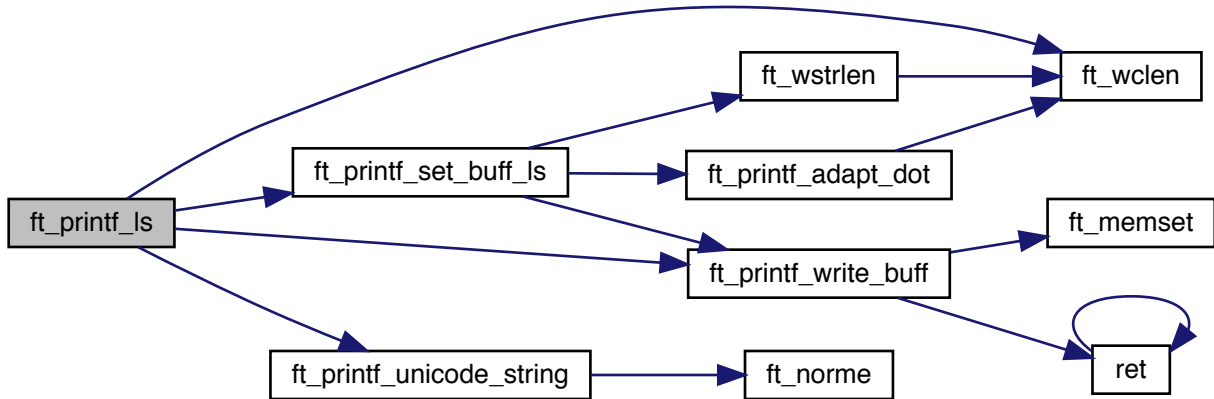 ft_printf_ls
ft_printf_set_buff_ls
ft_wstrlen
ft_wclen
ft_printf_adapt_dot
ft_printf_write_buff
ft_memset
ret
ft_printf_unicode_string
ft_norme